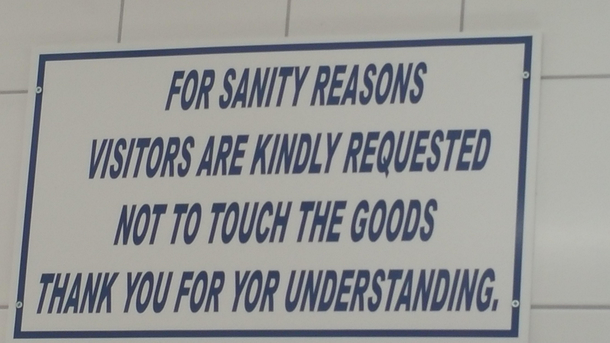 FOR SANITY REASONS
VISITORS ARE KINDLY REQUESTED
NOT TO TOUCH THE GOODS
THANK YOU FOR YOR UNDERSTANDING.